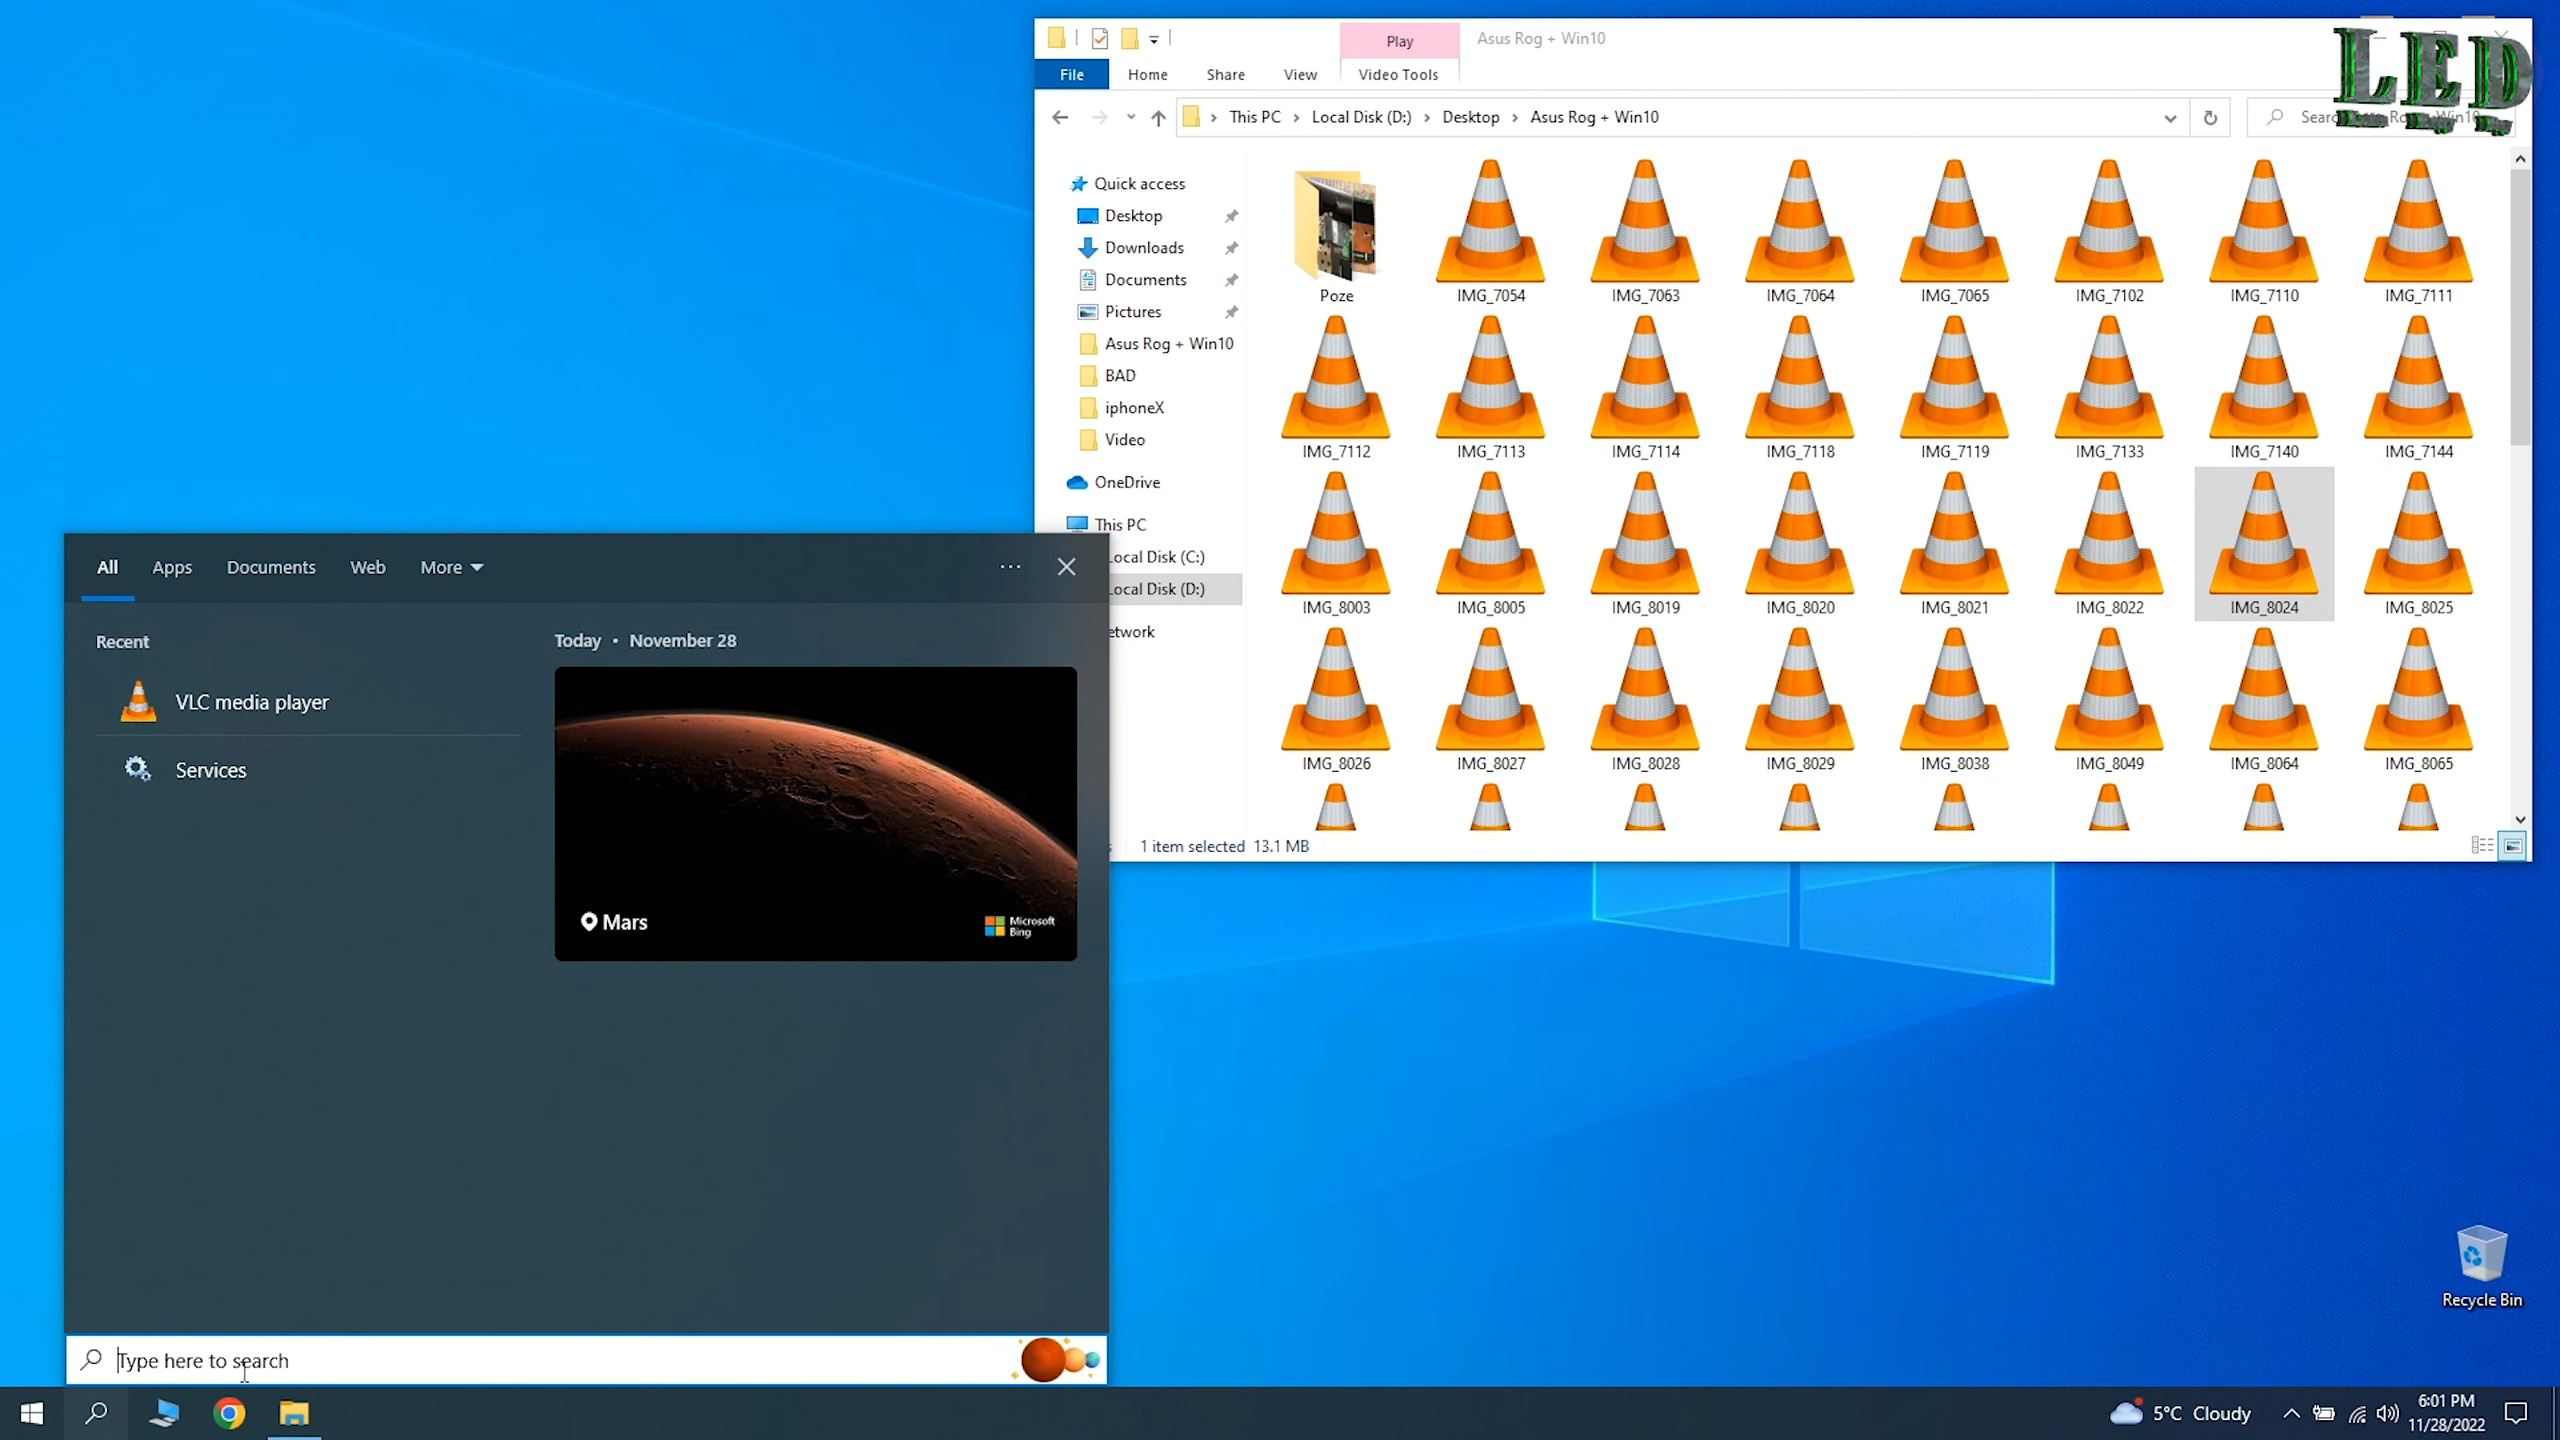 Play
Asus Rog + Win10
LED
File
Home
Share
View
Video Tools
This PC
Local Disk (D:)
Desktop
Asus Rog + Win10
Quick access
Desktop
Downloads
Documents
Pictures
Asus Rog + Win10
BAD
iphoneX
Video
OneDrive
This PC
Local Disk (C:)
Local Disk (D:)
etwork
Poze
IMG_7054
IMG_7063
IMG_7064
IMG_7065
IMG_7102
IMG_7110
IMG_7111
IMG_7112
IMG_7113
IMG_7114
IMG_7118
IMG_7119
IMG_7133
IMG_7140
IMG_7144
IMG_8003
IMG_8005
IMG_8019
IMG_8020
IMG_8021
IMG_8022
IMG_8024
IMG_8025
IMG_8026
IMG_8027
IMG_8028
IMG_8029
IMG_8038
IMG_8049
IMG_8064
IMG_8065
1 item selected 13.1 MB
All
Apps
Documents
Web
More
Recent
VLC media player
Services
Today • November 28
Mars
Microsoft
Bing
Type here to search
Recycle Bin
5°C Cloudy
6:01 PM
11/28/2022